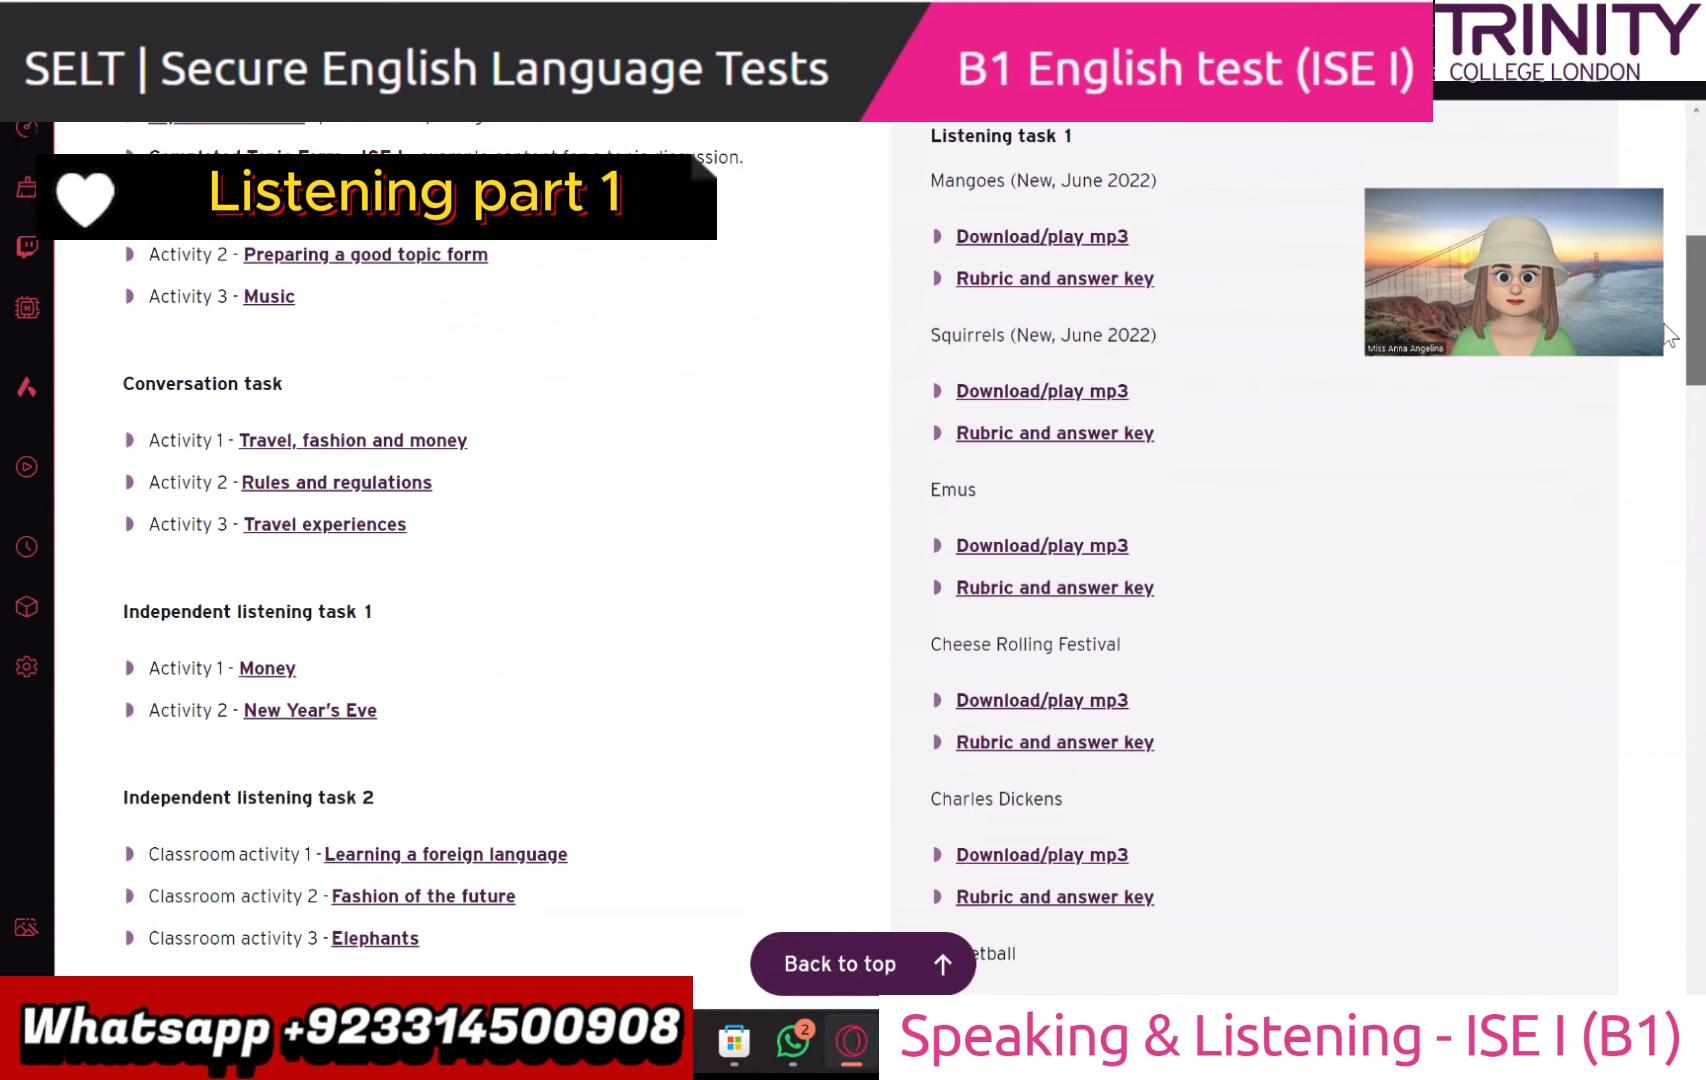 SELT | Secure English Language Tests
B1 English test (ISE I)
TRINITY
COLLEGE LONDON
ssion.
Listening part 1
Activity 2 - Preparing a good topic form
Activity 3 - Music
Conversation task
Activity 1 - Travel, fashion and money
Activity 2 - Rules and regulations
Activity 3 - Travel experiences
Independent listening task 1
Activity 1 - Money
Activity 2 - New Year's Eve
Independent listening task 2
Classroom activity 1 - Learning a foreign language
Classroom activity 2 - Fashion of the future
Classroom activity 3 - Elephants
Listening task 1
Mangoes (New, June 2022)
Download/play mp3
Rubric and answer key
Squirrels (New, June 2022)
Download/play mp3
Rubric and answer key
Emus
Download/play mp3
Rubric and answer key
Cheese Rolling Festival
Download/play mp3
Rubric and answer key
Charles Dickens
Download/play mp3
Rubric and answer key
etball
Miss Anna Angelina
Back to top
Whatsapp +923314500908
2
Speaking & Listening - ISE I (B1)